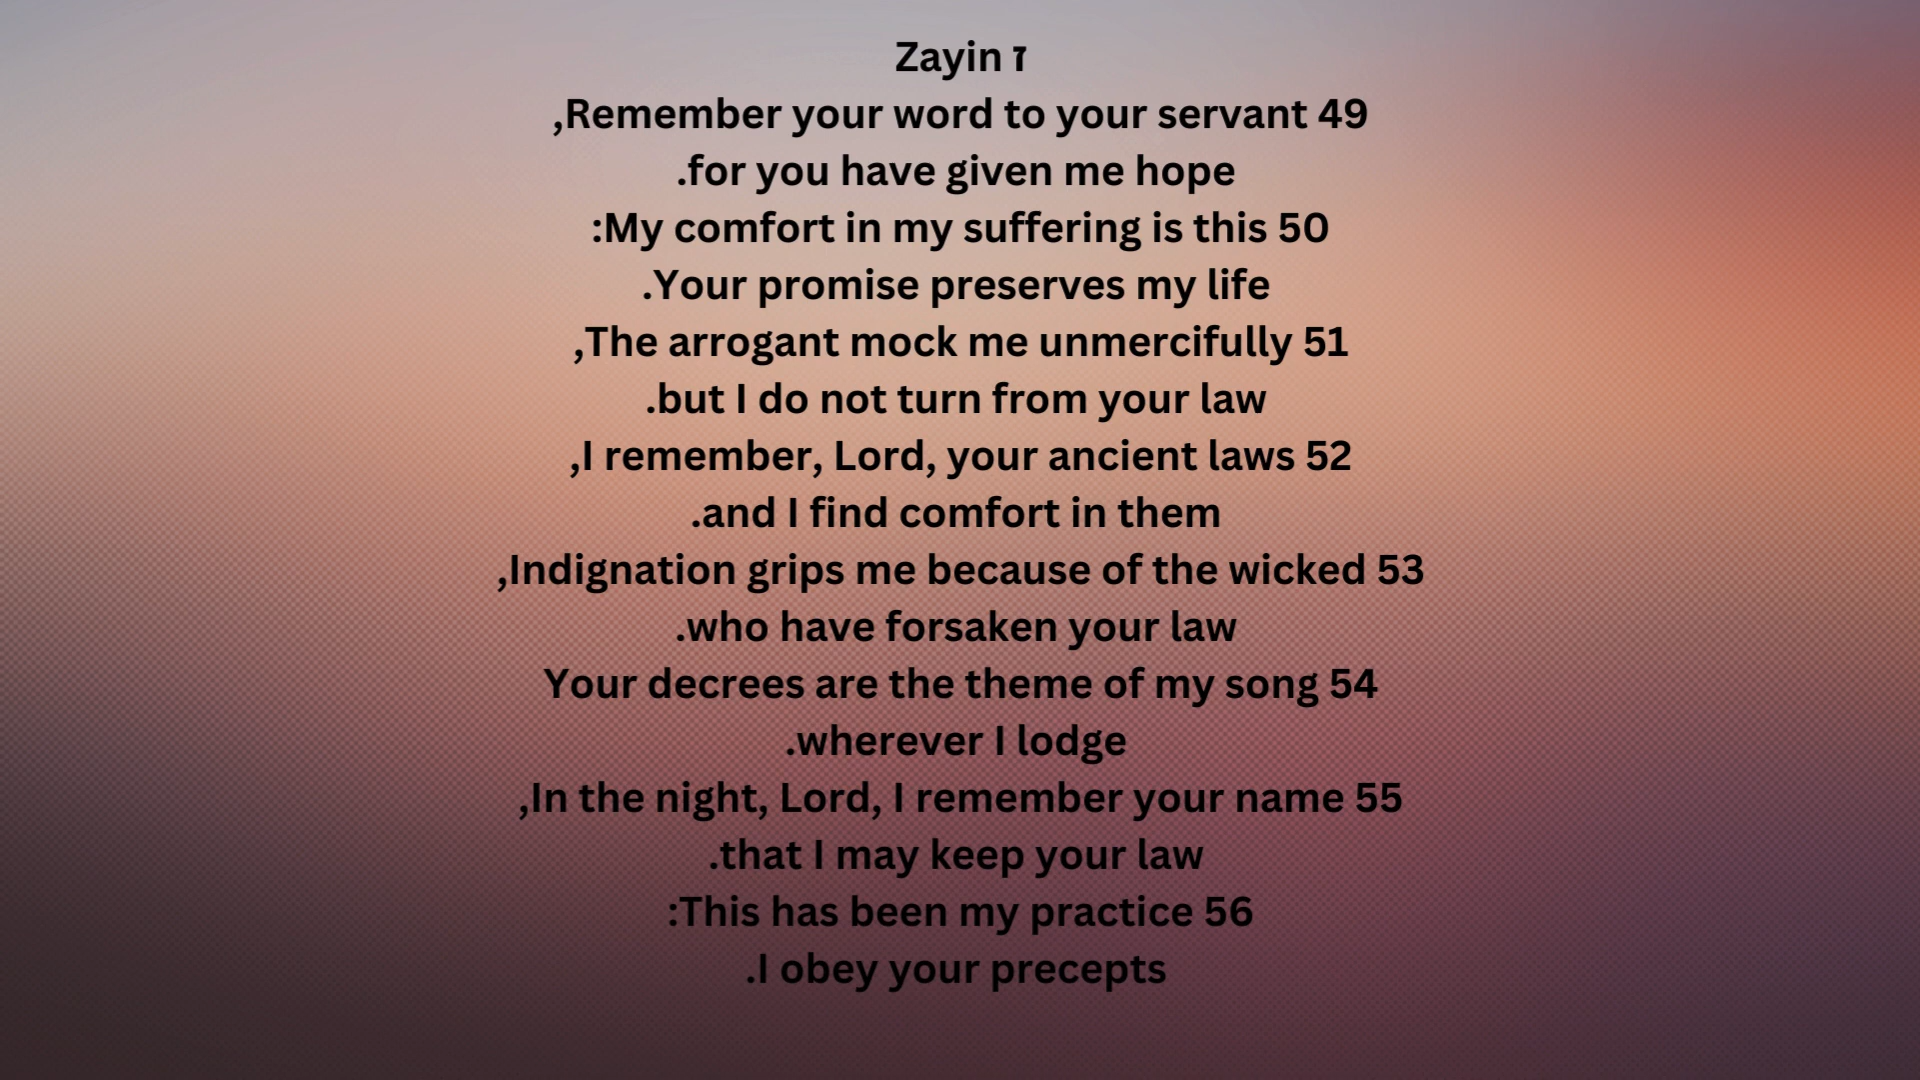 Zayin ז
,Remember your word to your servant 49
.for you have given me hope
:My comfort in my suffering is this 50
.Your promise preserves my life
,The arrogant mock me unmercifully 51
.but I do not turn from your law
,I remember, Lord, your ancient laws 52
.and I find comfort in them
,Indignation grips me because of the wicked 53
.who have forsaken your law
Your decrees are the theme of my song 54
.wherever I lodge
,In the night, Lord, I remember your name 55
.that I may keep your law
:This has been my practice 56
.I obey your precepts